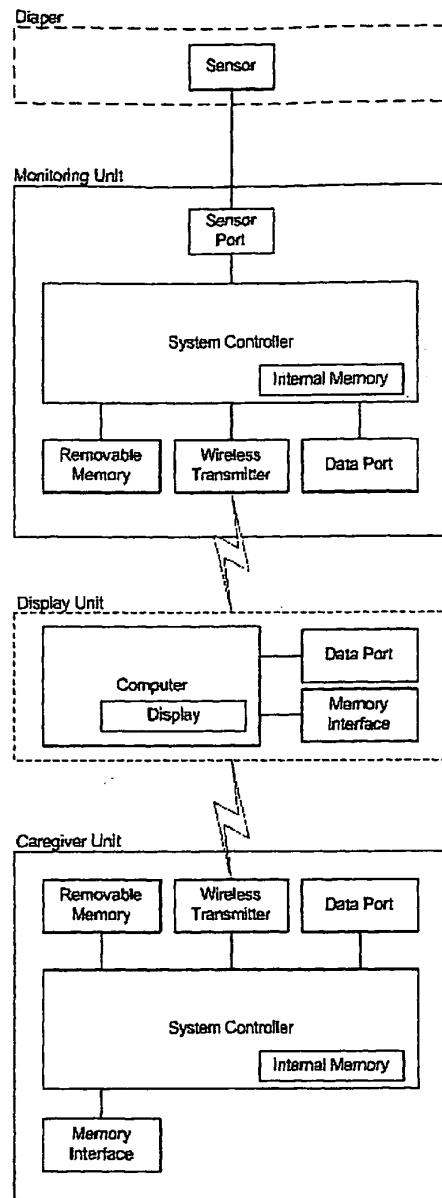 Diaper
Sensor
Monitoring Unit
Sensor
Port
System Controller
Internal Memory
Removable
Memory
Wireless
Transmitter
Data Port
Display Unit
Computer
Display
Data Port
Memory
Interface
Caregiver Unit
Removable
Memory
Wireless
Transmitter
Data Port
System Controller
Internal Memory
Memory
Interface